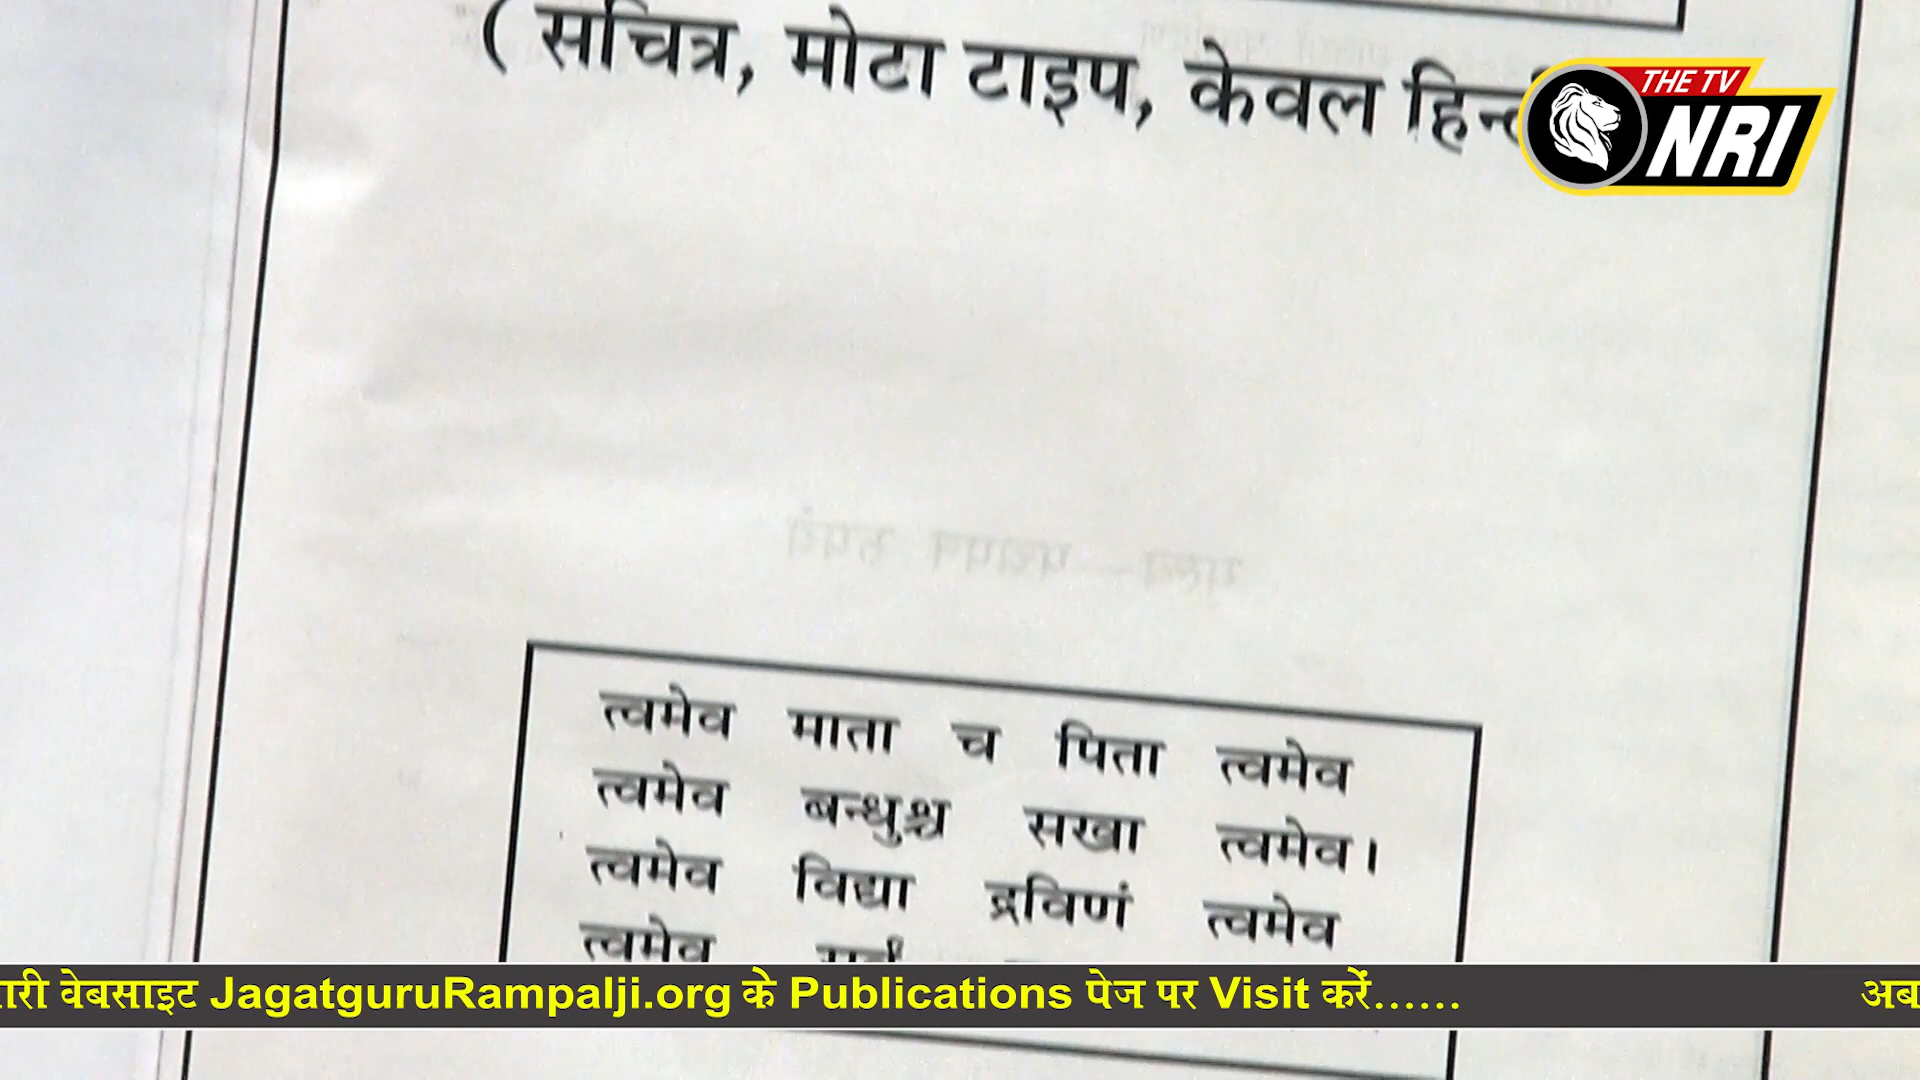 ( सचित्र, मोटा टाइप, केवल
THE TV
NRI
त्वमेव माता च पिता त्वमेव
त्वमेव बन्धुश्च सखा त्वमेव।
त्वमेव विद्या द्रविणं त्वमेव
त्वमेव
वेबसाइट JagatguruRampalji.org के Publications पेज पर Visit करें...... अब